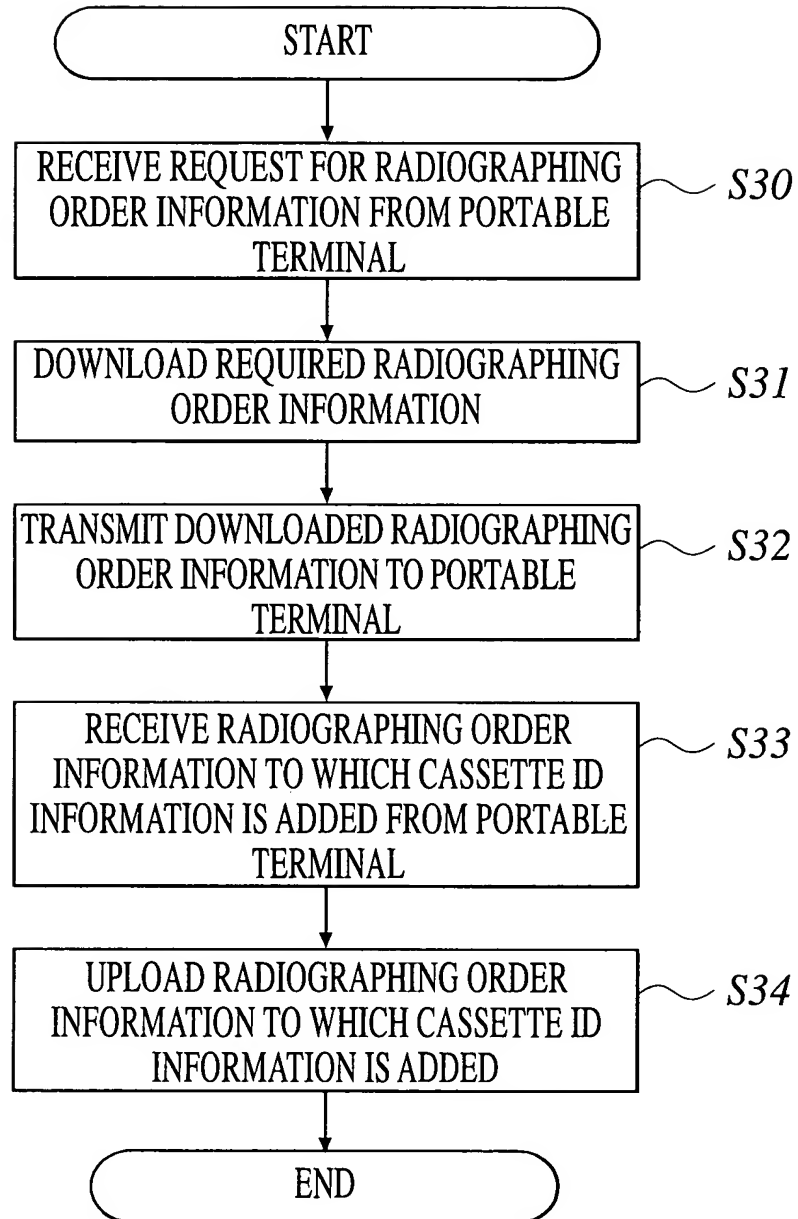 START
RECEIVE REQUEST FOR RADIOGRAPHING
ORDER INFORMATION FROM PORTABLE
TERMINAL
S30
DOWNLOAD REQUIRED RADIOGRAPHING
ORDER INFORMATION
S31
TRANSMIT DOWNLOADED RADIOGRAPHING
ORDER INFORMATION TO PORTABLE
TERMINAL
S32
RECEIVE RADIOGRAPHING ORDER
INFORMATION TO WHICH CASSETTE ID
INFORMATION IS ADDED FROM PORTABLE
TERMINAL
S33
UPLOAD RADIOGRAPHING ORDER
INFORMATION TO WHICH CASSETTE ID
INFORMATION IS ADDED
S34
END